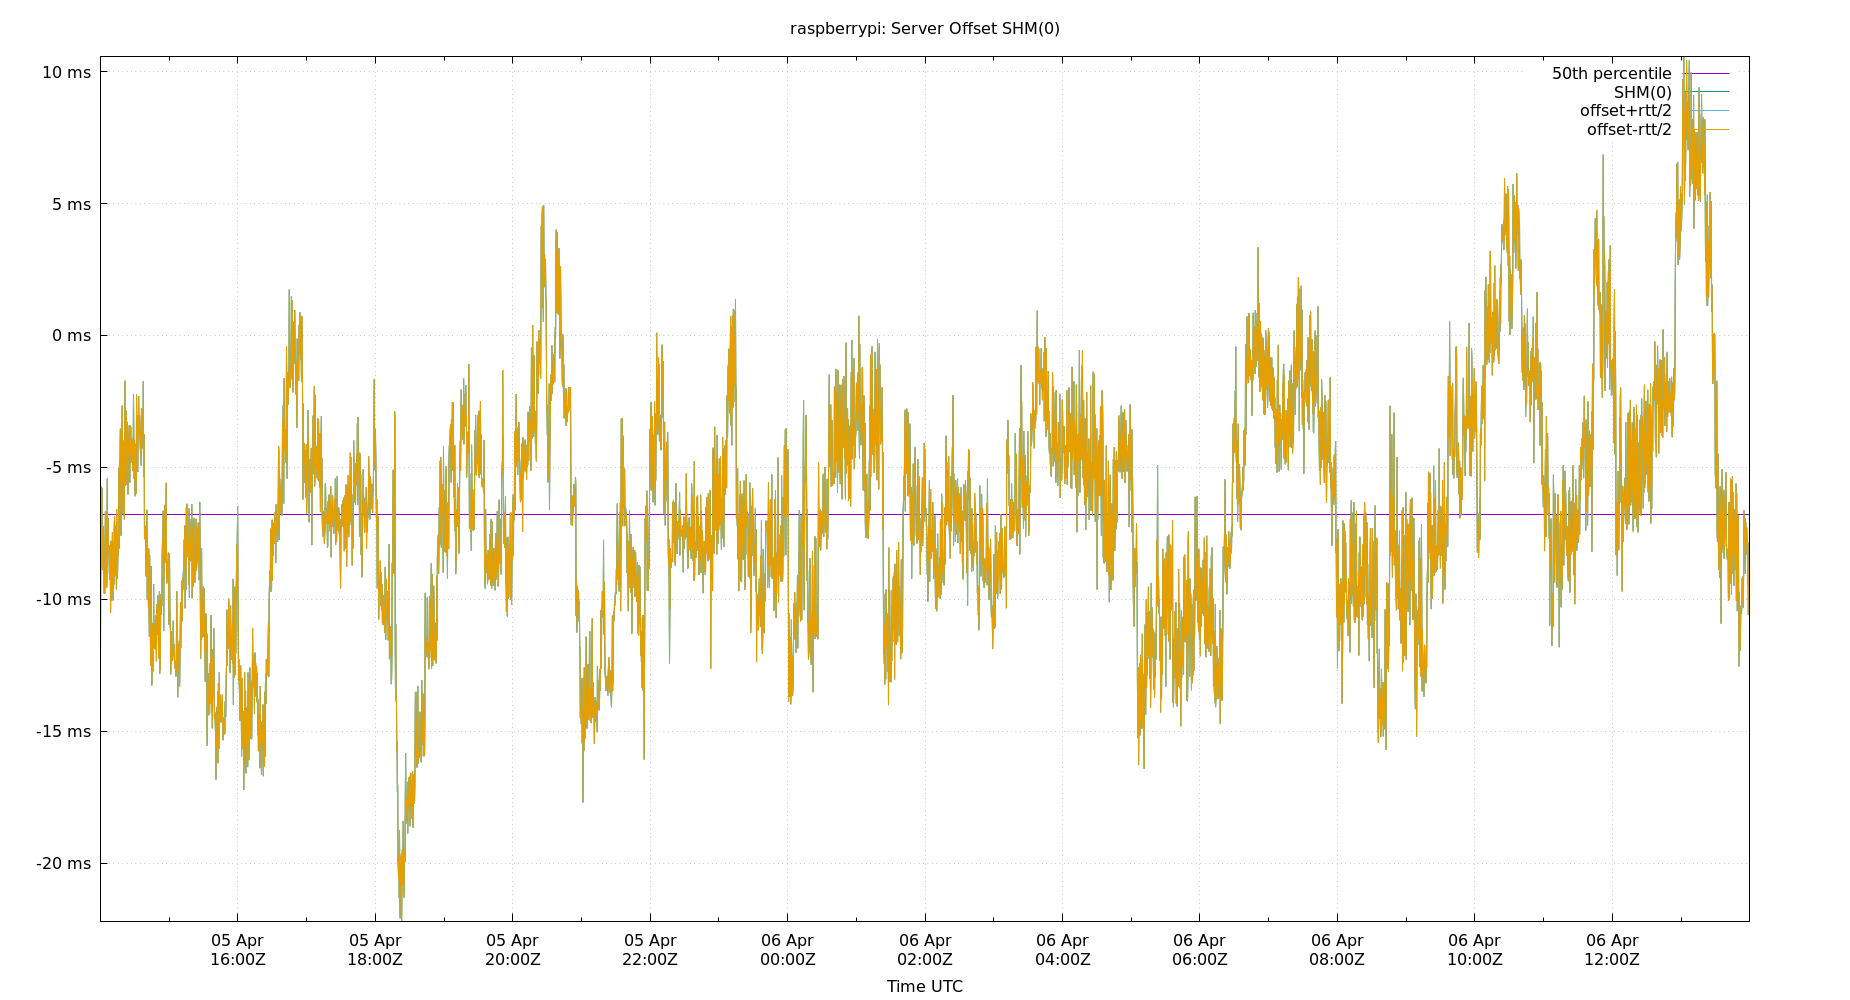 raspberrypi: Server Offset SHM(0)
10 ms
5 ms
0 ms
-5 ms
-10 ms
-15 ms
-20 ms
50th percentile
SHM(0)
offset+rtt/2
offset-rtt/2
05 Apr
16:00Z
05 Apr
18:00Z
05 Apr
20:00Z
05 Apr
22:00Z
06 Apr
00:00Z
06 Apr
02:00Z
06 Apr
04:00Z
06 Apr
06:00Z
06 Apr
08:00Z
06 Apr
10:00Z
06 Apr
12:00Z
Time UTC